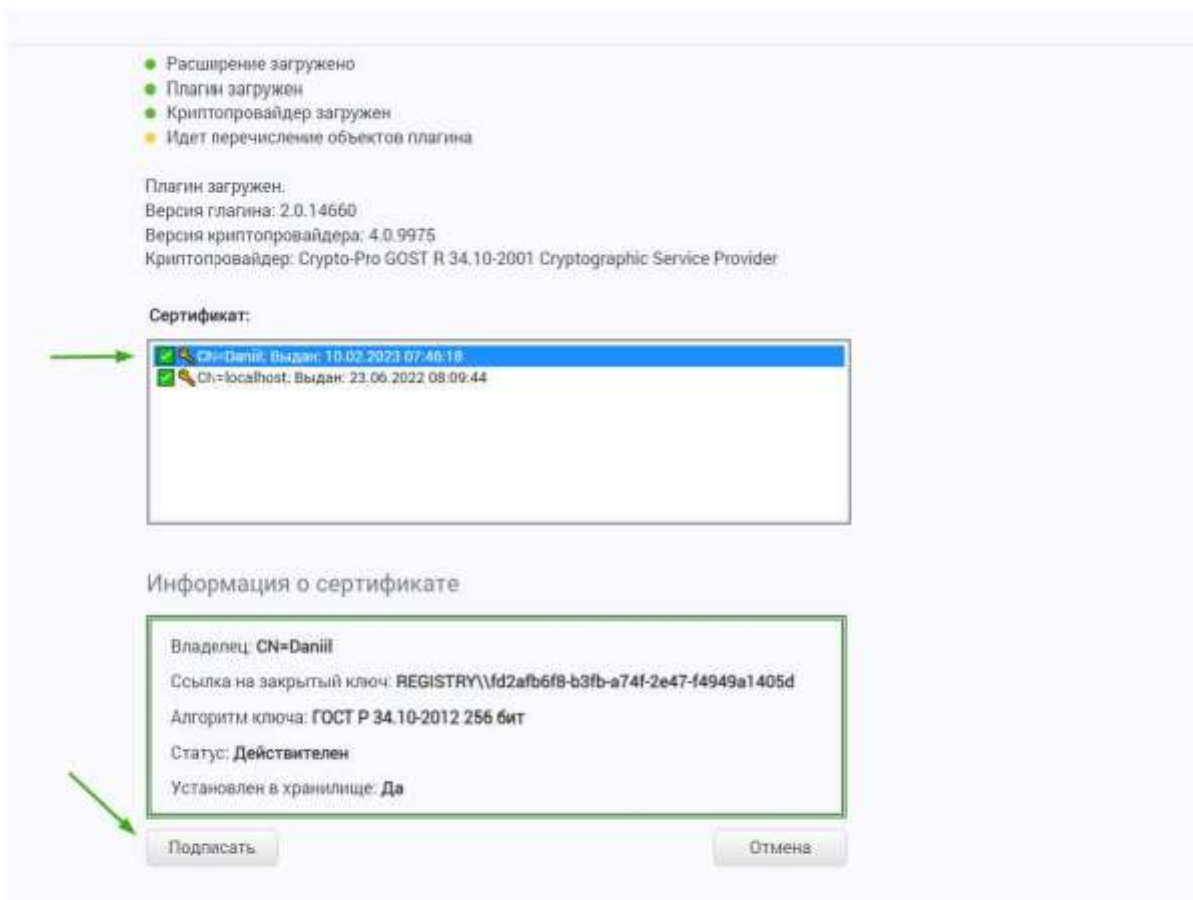 Расширение загружено
Плагин загружен
Криптопровайдер загружен
Идет перечисление объектов плагина
Плагин загружен.
Версия плагина: 2.0.14660
Версия криптопровайдера: 4.0.9975
Криптопровайдер: Crypto-Pro GOST R 34.10-2001 Cryptographic Service Provider
Сертификат:
CN=Daniil; Выдан: 10.02.2023 07:46:18
CN=localhost; Выдан: 23.06.2022 08:09:44
Информация о сертификате
Владелец: CN=Daniil
Ссылка на закрытый ключ: REGISTRY\\fd2afb6f8-b3fb-a74f-2e47-f4949a1405d
Алгоритм ключа: ГОСТ Р 34.10-2012 256 бит
Статус: Действителен
Установлен в хранилище: Да
Подписать
Отмена